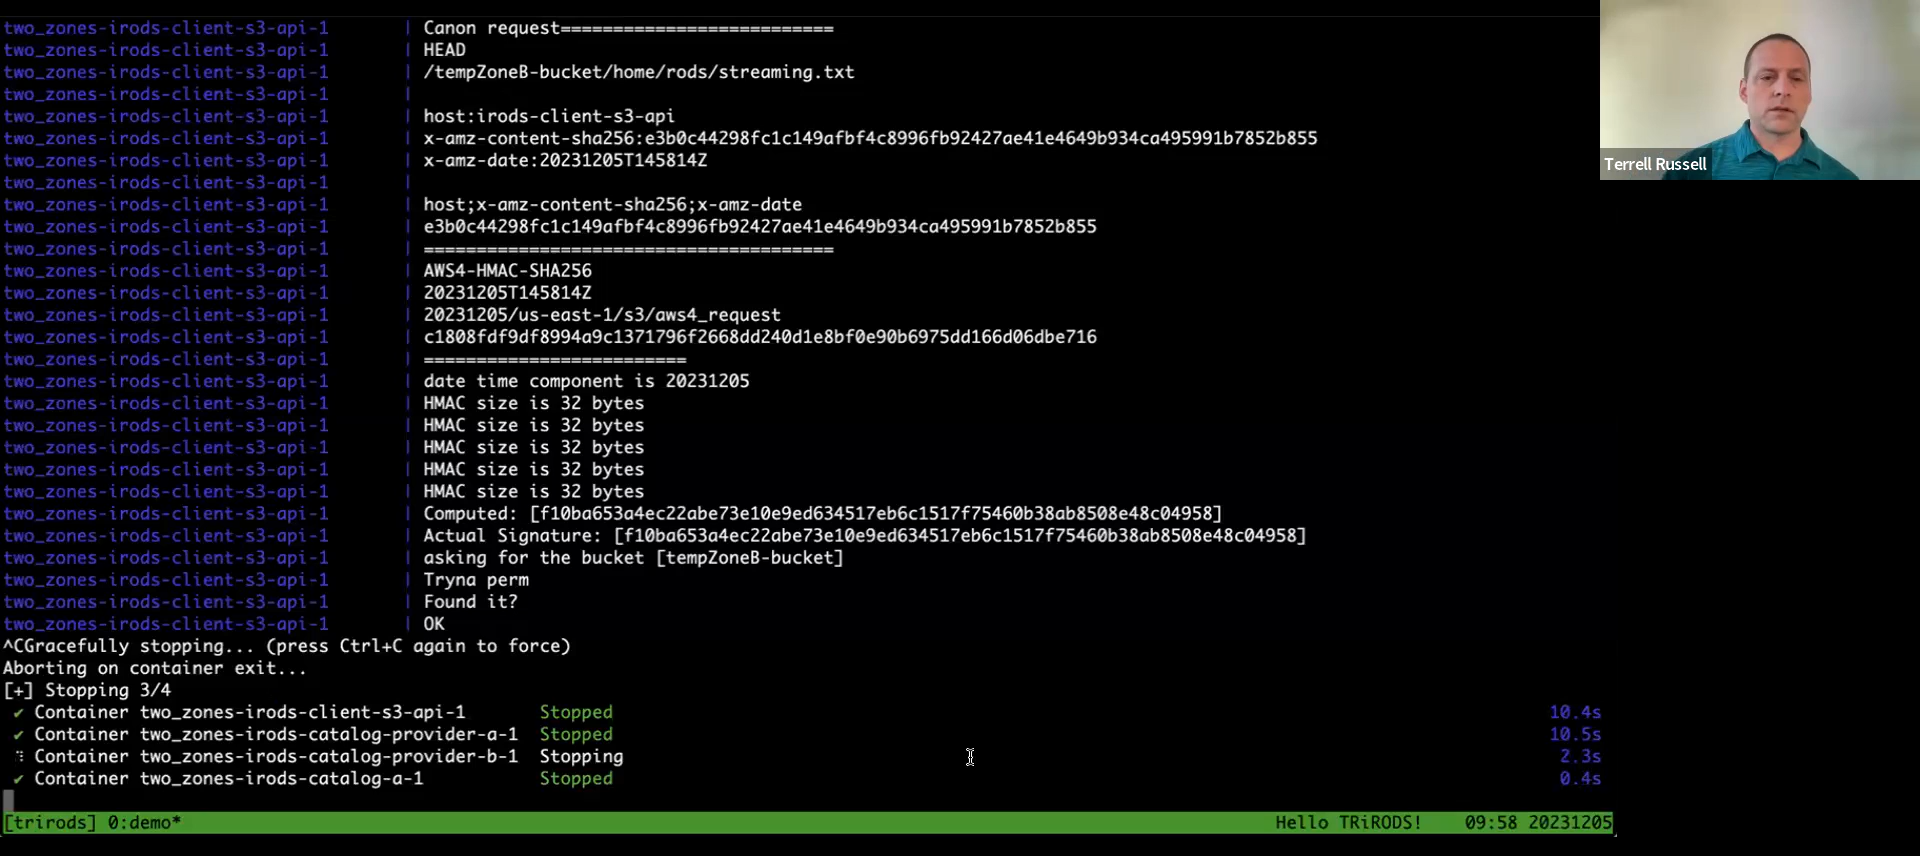 two_zones-irods-client-s3-api-1 | Canon request==========================
two_zones-irods-client-s3-api-1 | HEAD
two_zones-irods-client-s3-api-1 | /tempZoneB-bucket/home/rods/streaming.txt
two_zones-irods-client-s3-api-1 |
two_zones-irods-client-s3-api-1 | host:irods-client-s3-api
two_zones-irods-client-s3-api-1 | x-amz-content-sha256:e3b0c44298fc1c149afbf4c8996fb92427ae41e4649b934ca495991b7852b855
two_zones-irods-client-s3-api-1 | x-amz-date:20231205T145814Z
two_zones-irods-client-s3-api-1 |
two_zones-irods-client-s3-api-1 | host;x-amz-content-sha256;x-amz-date
two_zones-irods-client-s3-api-1 | e3b0c44298fc1c149afbf4c8996fb92427ae41e4649b934ca495991b7852b855
two_zones-irods-client-s3-api-1 | =======================================
two_zones-irods-client-s3-api-1 | AWS4-HMAC-SHA256
two_zones-irods-client-s3-api-1 | 20231205T145814Z
two_zones-irods-client-s3-api-1 | 20231205/us-east-1/s3/aws4_request
two_zones-irods-client-s3-api-1 | c1808fdf9df8994a9c1371796f2668dd240d1e8bf0e90b6975dd166d06dbe716
two_zones-irods-client-s3-api-1 | =========================
two_zones-irods-client-s3-api-1 | date time component is 20231205
two_zones-irods-client-s3-api-1 | HMAC size is 32 bytes
two_zones-irods-client-s3-api-1 | HMAC size is 32 bytes
two_zones-irods-client-s3-api-1 | HMAC size is 32 bytes
two_zones-irods-client-s3-api-1 | HMAC size is 32 bytes
two_zones-irods-client-s3-api-1 | HMAC size is 32 bytes
two_zones-irods-client-s3-api-1 | Computed: [f10ba653a4ec22abe73e10e9ed634517eb6c1517f75460b38ab8508e48c04958]
two_zones-irods-client-s3-api-1 | Actual Signature: [f10ba653a4ec22abe73e10e9ed634517eb6c1517f75460b38ab8508e48c04958]
two_zones-irods-client-s3-api-1 | asking for the bucket [tempZoneB-bucket]
two_zones-irods-client-s3-api-1 | Tryna perm
two_zones-irods-client-s3-api-1 | Found it?
two_zones-irods-client-s3-api-1 | OK
^CGracefully stopping... (press Ctrl+C again to force)
Aborting on container exit...
[+] Stopping 3/4
✔ Container two_zones-irods-client-s3-api-1 Stopped 10.4s
✔ Container two_zones-irods-catalog-provider-a-1 Stopped 10.5s
Container two_zones-irods-catalog-provider-b-1 Stopping 2.3s
✔ Container two_zones-irods-catalog-a-1 Stopped 0.4s
[trirods] 0:demo* Hello TRiRODS! 09:58 20231205
Terrell Russell